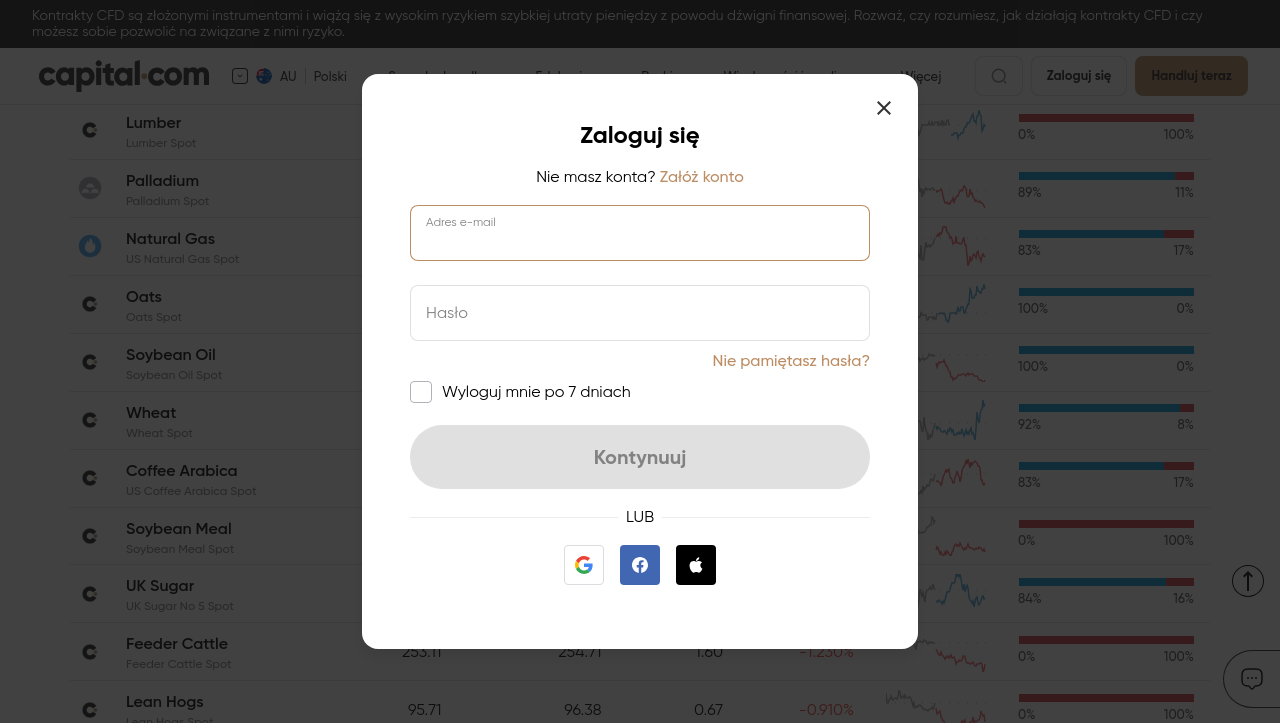 Kontrakty CFD są złożonymi instrumentami i wiążą się z wysokim ryzykiem szybkiej utraty pieniędzy z powodu dźwigni finansowej. Rozważ, czy rozumiesz, jak działają kontrakty CFD i czy
możesz sobie pozwolić na związane z nimi ryzyko.
capital.com
AU
Polski
Więcej
Zaloguj się
Handluj teraz
Zaloguj się
Nie masz konta? Załóż konto
Adres e-mail
Hasło
Nie pamiętasz hasła?
Wyloguj mnie po 7 dniach
Kontynuuj
LUB
Lumber
Lumber Spot
0% 100%
Palladium
Palladium Spot
89% 11%
Natural Gas
US Natural Gas Spot
83% 17%
Oats
Oats Spot
100% 0%
Soybean Oil
Soybean Oil Spot
100% 0%
Wheat
Wheat Spot
92% 8%
Coffee Arabica
US Coffee Arabica Spot
83% 17%
Soybean Meal
Soybean Meal Spot
0% 100%
UK Sugar
UK Sugar No 5 Spot
84% 16%
Feeder Cattle
Feeder Cattle Spot
253.11 254.71 1.60 -1.230%
0% 100%
Lean Hogs
Lean Hogs Spot
95.71 96.38 0.67 -0.910%
0% 100%